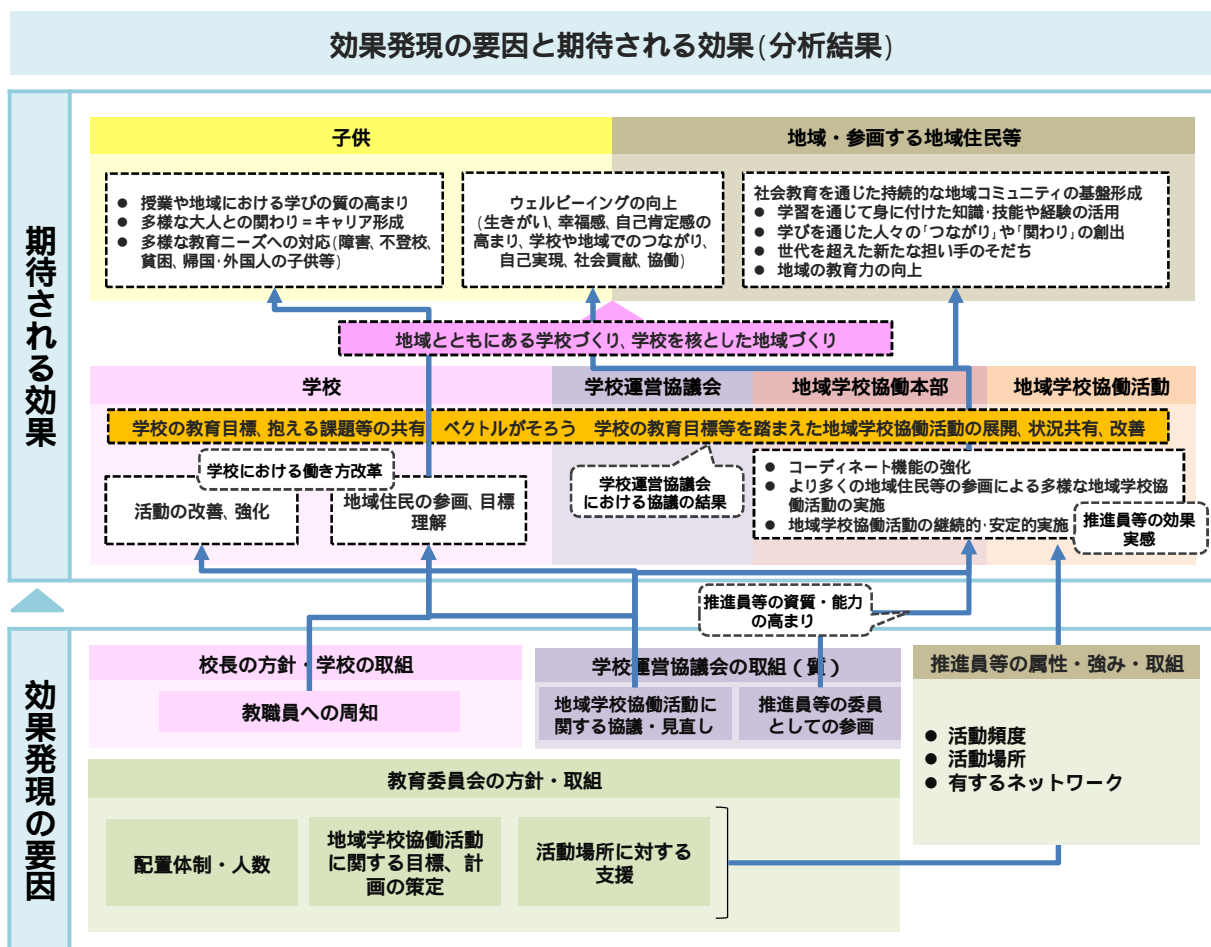 効果発現の要因と期待される効果(分析結果)
期待される効果
子供
地域・参画する地域住民等
● 授業や地域における学びの質の高まり
● 多様な大人との関わり＝キャリア形成
● 多様な教育ニーズへの対応(障害、不登校、
貧困、帰国・外国人の子供等)
ウェルビーイングの向上
(生きがい、幸福感、自己肯定感の
高まり、学校や地域でのつながり、
自己実現、社会貢献、協働)
社会教育を通じた持続的な地域コミュニティの基盤形成
● 学習を通じて身に付けた知識・技能や経験の活用
● 学びを通じた人々の「つながり」や「関わり」の創出
● 世代を超えた新たな担い手のそだち
● 地域の教育力の向上
地域とともにある学校づくり、学校を核とした地域づくり
学校
学校運営協議会
地域学校協働本部
地域学校協働活動
学校の教育目標、抱える課題等の共有　ベクトルがそろう　学校の教育目標等を踏まえた地域学校協働活動の展開、状況共有、改善
学校における働き方改革
活動の改善、強化
地域住民の参画、目標
理解
学校運営協議会
における協議の結果
● コーディネート機能の強化
● より多くの地域住民等の参画による多様な地域学校協
働活動の実施
● 地域学校協働活動の継続的・安定的実施
推進員等の効果
実感
推進員等の資質・能力
の高まり
効果発現の要因
校長の方針・学校の取組
教職員への周知
学校運営協議会の取組（質）
地域学校協働活動に
関する協議・見直し
推進員等の委員
としての参画
推進員等の属性・強み・取組
● 活動頻度
● 活動場所
● 有するネットワーク
教育委員会の方針・取組
配置体制・人数
地域学校協働活動
に関する目標、計
画の策定
活動場所に対する
支援